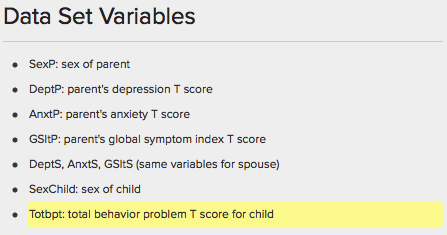 Data Set Variables
SexP: sex of parent
DeptP: parent's depression T score
AnxtP: parent's anxiety T score
GSItP: parent's global symptom index T score
DeptS, AnxtS, GSItS (same variables for spouse)
SexChild: sex of child
Totbpt: total behavior problem T score for child